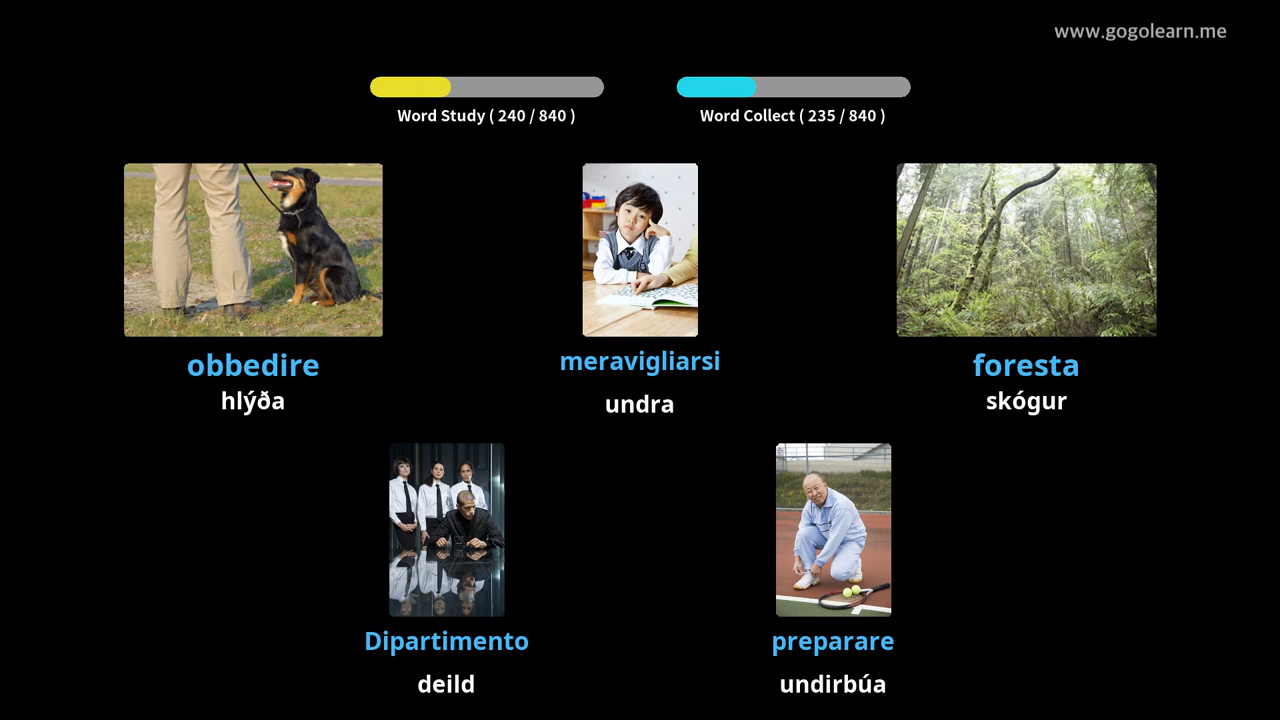 www.gogolearn.me
Word Study ( 240 / 840 )
Word Collect ( 235 / 840 )
obbedire
hlýða
meravigliarsi
undra
foresta
skógur
Dipartimento
deild
preparare
undirbúa